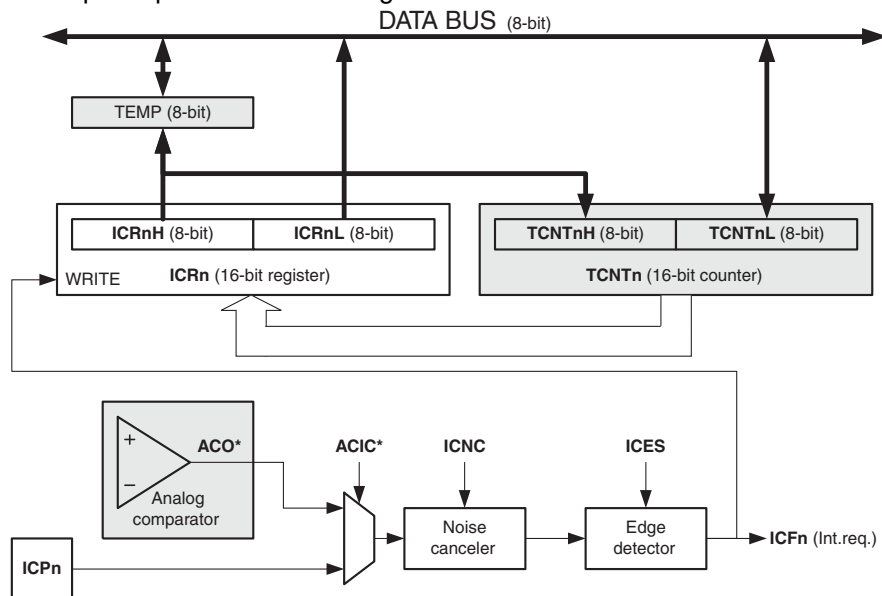 DATA BUS (8-bit)
TEMP (8-bit)
ICRnH (8-bit)
ICRnL (8-bit)
TCNTnH (8-bit)
TCNTnL (8-bit)
WRITE
ICRn (16-bit register)
TCNTn (16-bit counter)
+
ACO*
ACIC*
ICNC
ICES
−
Analog
comparator
Noise
canceler
Edge
detector
ICFn (Int.req.)
ICPn